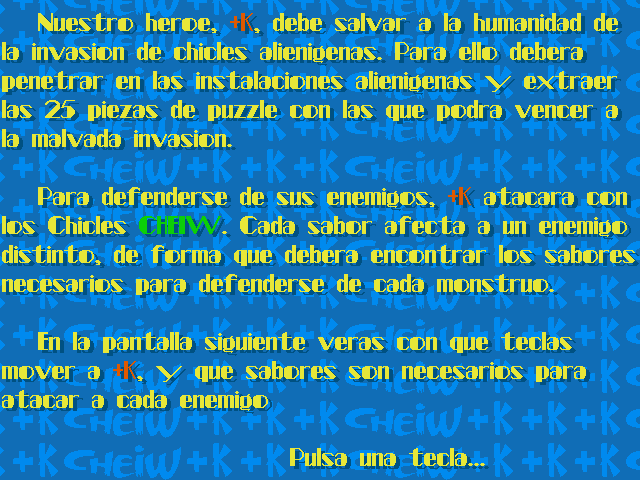 Nuestro heroe, +K, debe salvar a la humanidad de
la invasion de chicles alienigenas. Para ello debera
penetrar en las instalaciones alienigenas y extraer
las 25 piezas de puzzle con las que podra vencer a
la malvada invasion.
Para defenderse de sus enemigos, +K atacara con
los Chicles CHEIW. Cada sabor afecta a un enemigo
distinto, de forma que debera encontrar los sabores
necesarios para defenderse de cada monstruo.
En la pantalla siguiente veras con que teclas
mover a +K, y que sabores son necesarios para
atacar a cada enemigo
Pulsa una tecla...